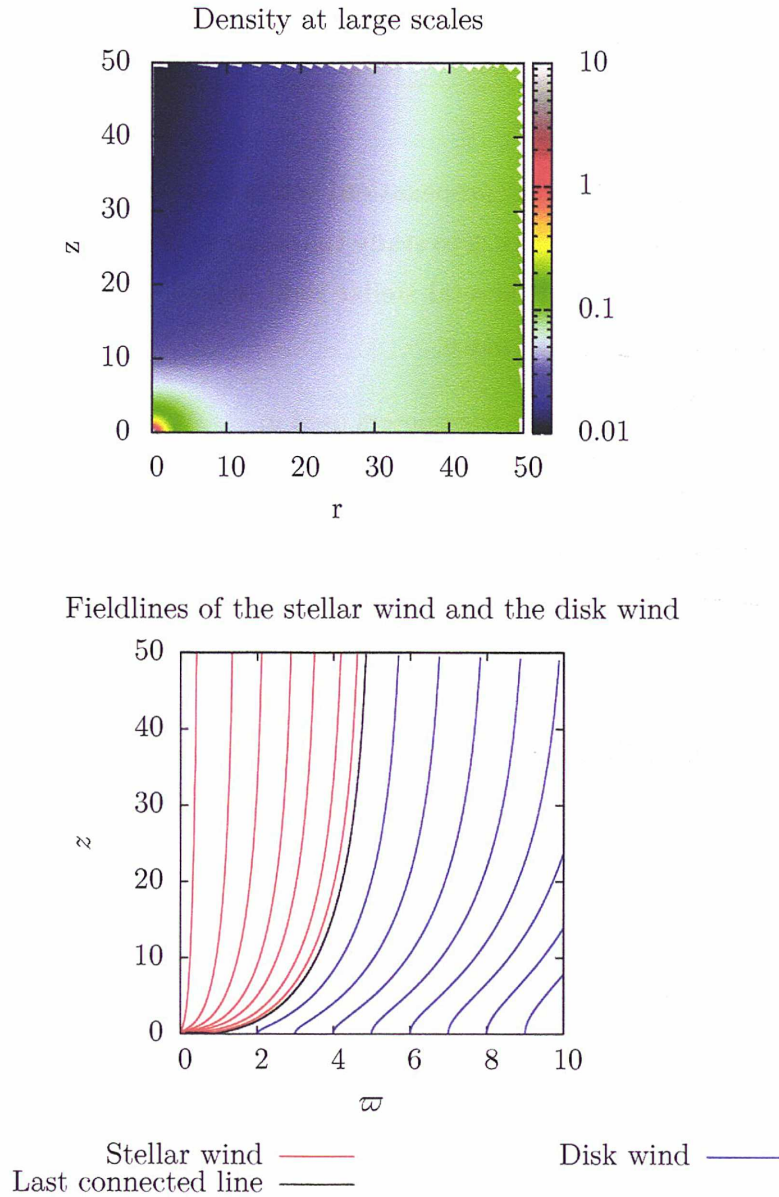 Density at large scales
50
40
30
20
10
0
z
0 10 20 30 40 50
r
10
1
0.1
0.01
Fieldlines of the stellar wind and the disk wind
50
40
30
20
10
0
z
0 2 4 6 8 10
ϖ
Stellar wind
Last connected line
Disk wind